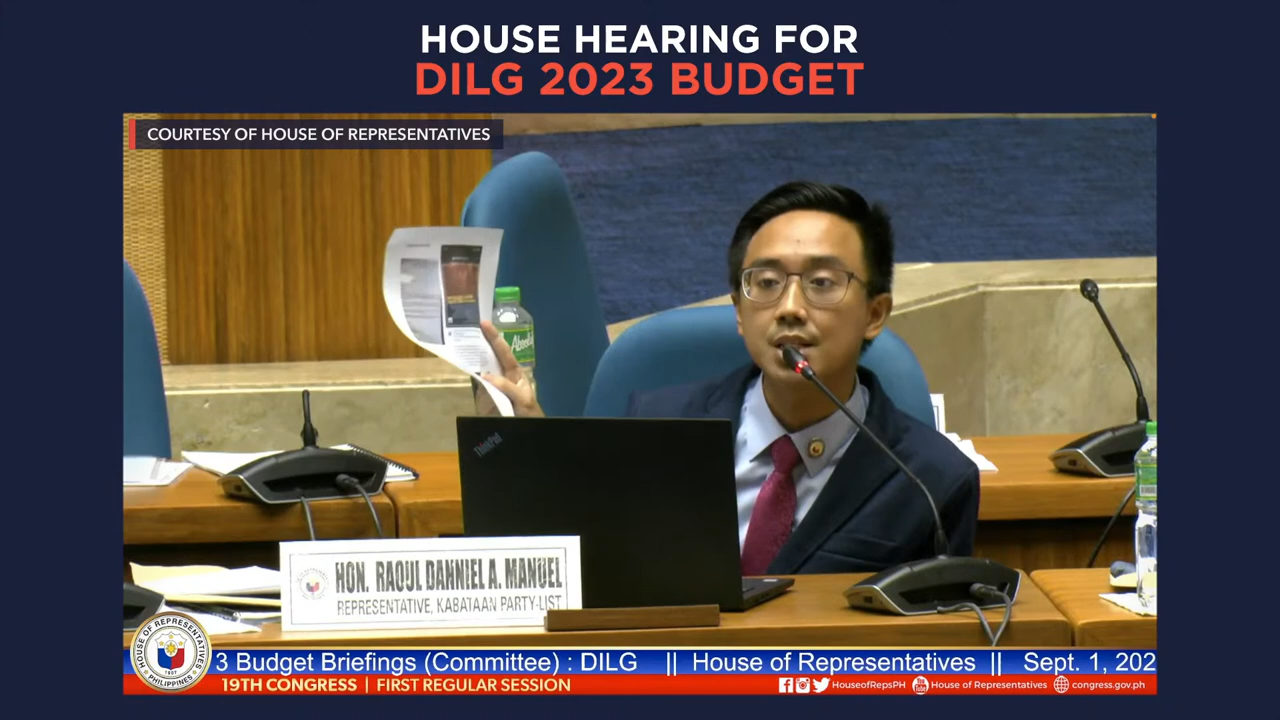 HOUSE HEARING FOR
DILG 2023 BUDGET
COURTESY OF HOUSE OF REPRESENTATIVES
ThinkPad
HON. RAOUL DANNIEL A. MANUEL
REPRESENTATIVE, KABATAAN PARTY-LIST
HOUSE OF REPRESENTATIVES
PHILIPPINES
3 Budget Briefings (Committee) : DILG || House of Representatives || Sept. 1, 202
19TH CONGRESS | FIRST REGULAR SESSION
HouseofRepsPH House of Representatives congress.gov.ph